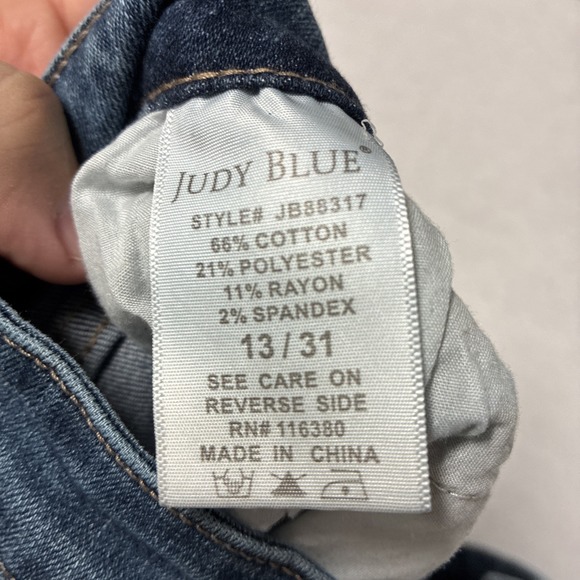 JUDY BLUE®
STYLE# JB88317
66% COTTON
21% POLYESTER
11% RAYON
2% SPANDEX
13 / 31
SEE CARE ON
REVERSE SIDE
RN# 116380
MADE IN CHINA